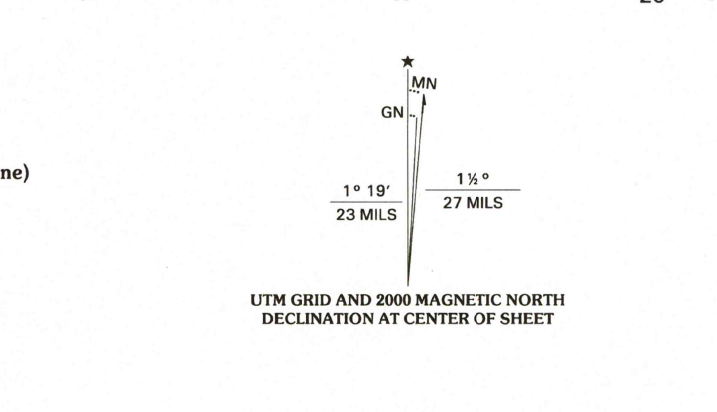 MN
GN
ne)
1° 19′
23 MILS
1½°
27 MILS
UTM GRID AND 2000 MAGNETIC NORTH
DECLINATION AT CENTER OF SHEET